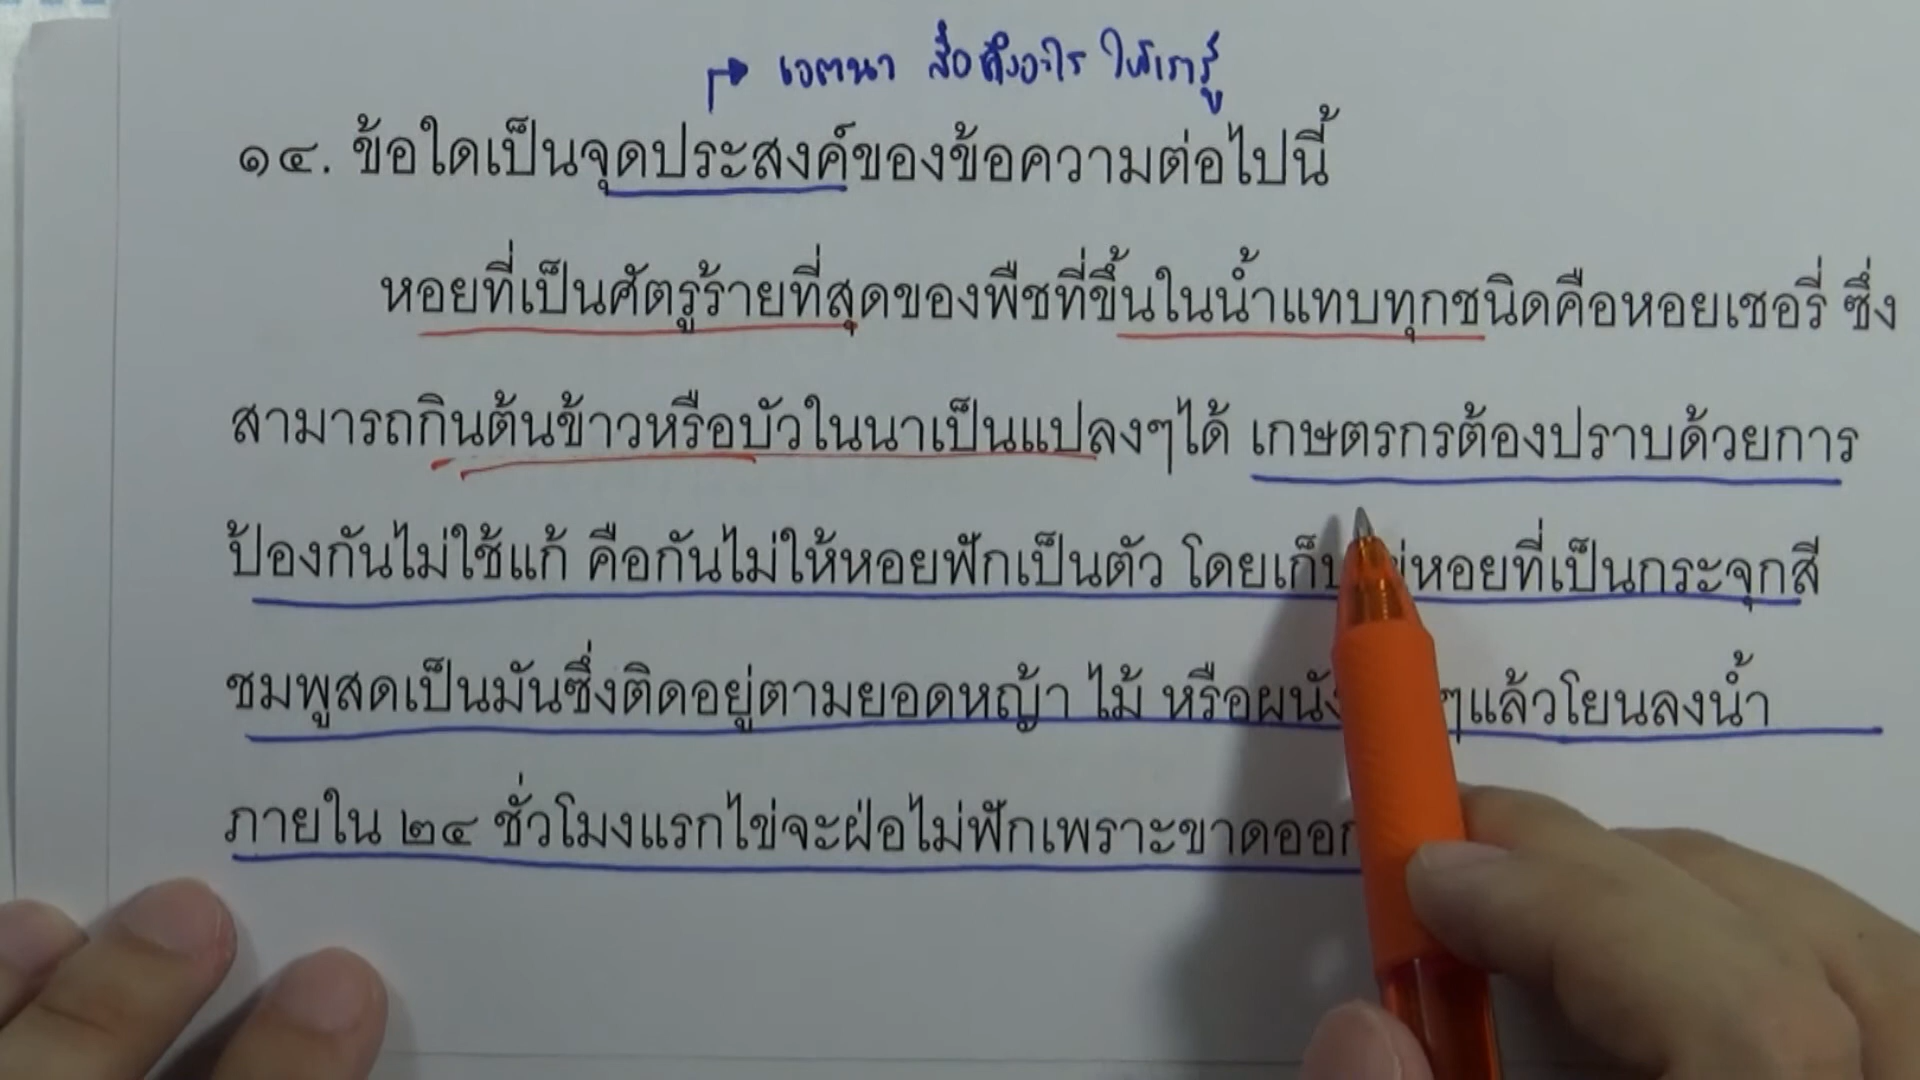 เจตนา สื่อถึงอะไร ให้เรารู้
๑๔. ข้อใดเป็นจุดประสงค์ของข้อความต่อไปนี้
หอยที่เป็นศัตรูร้ายที่สุดของพืชที่ขึ้นในน้ำแทบทุกชนิดคือหอยเชอรี่ ซึ่ง
สามารถกินต้นข้าวหรือบัวในนาเป็นแปลงๆได้ เกษตรกรต้องปราบด้วยการ
ป้องกันไม่ใช้แก้ คือกันไม่ให้หอยฟักเป็นตัว โดยเก็บ หอยที่เป็นกระจุกสี
ชมพูสดเป็นมันซึ่งติดอยู่ตามยอดหญ้า ไม้ หรือผนัง ๆแล้วโยนลงน้ำ
ภายใน ๒๔ ชั่วโมงแรกไข่จะฝ่อไม่ฟักเพราะขาด